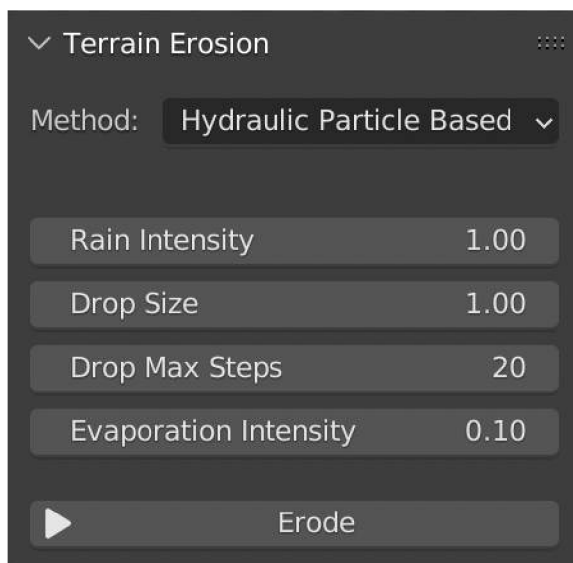 Terrain Erosion
Method: Hydraulic Particle Based
Rain Intensity 1.00
Drop Size 1.00
Drop Max Steps 20
Evaporation Intensity 0.10
Erode